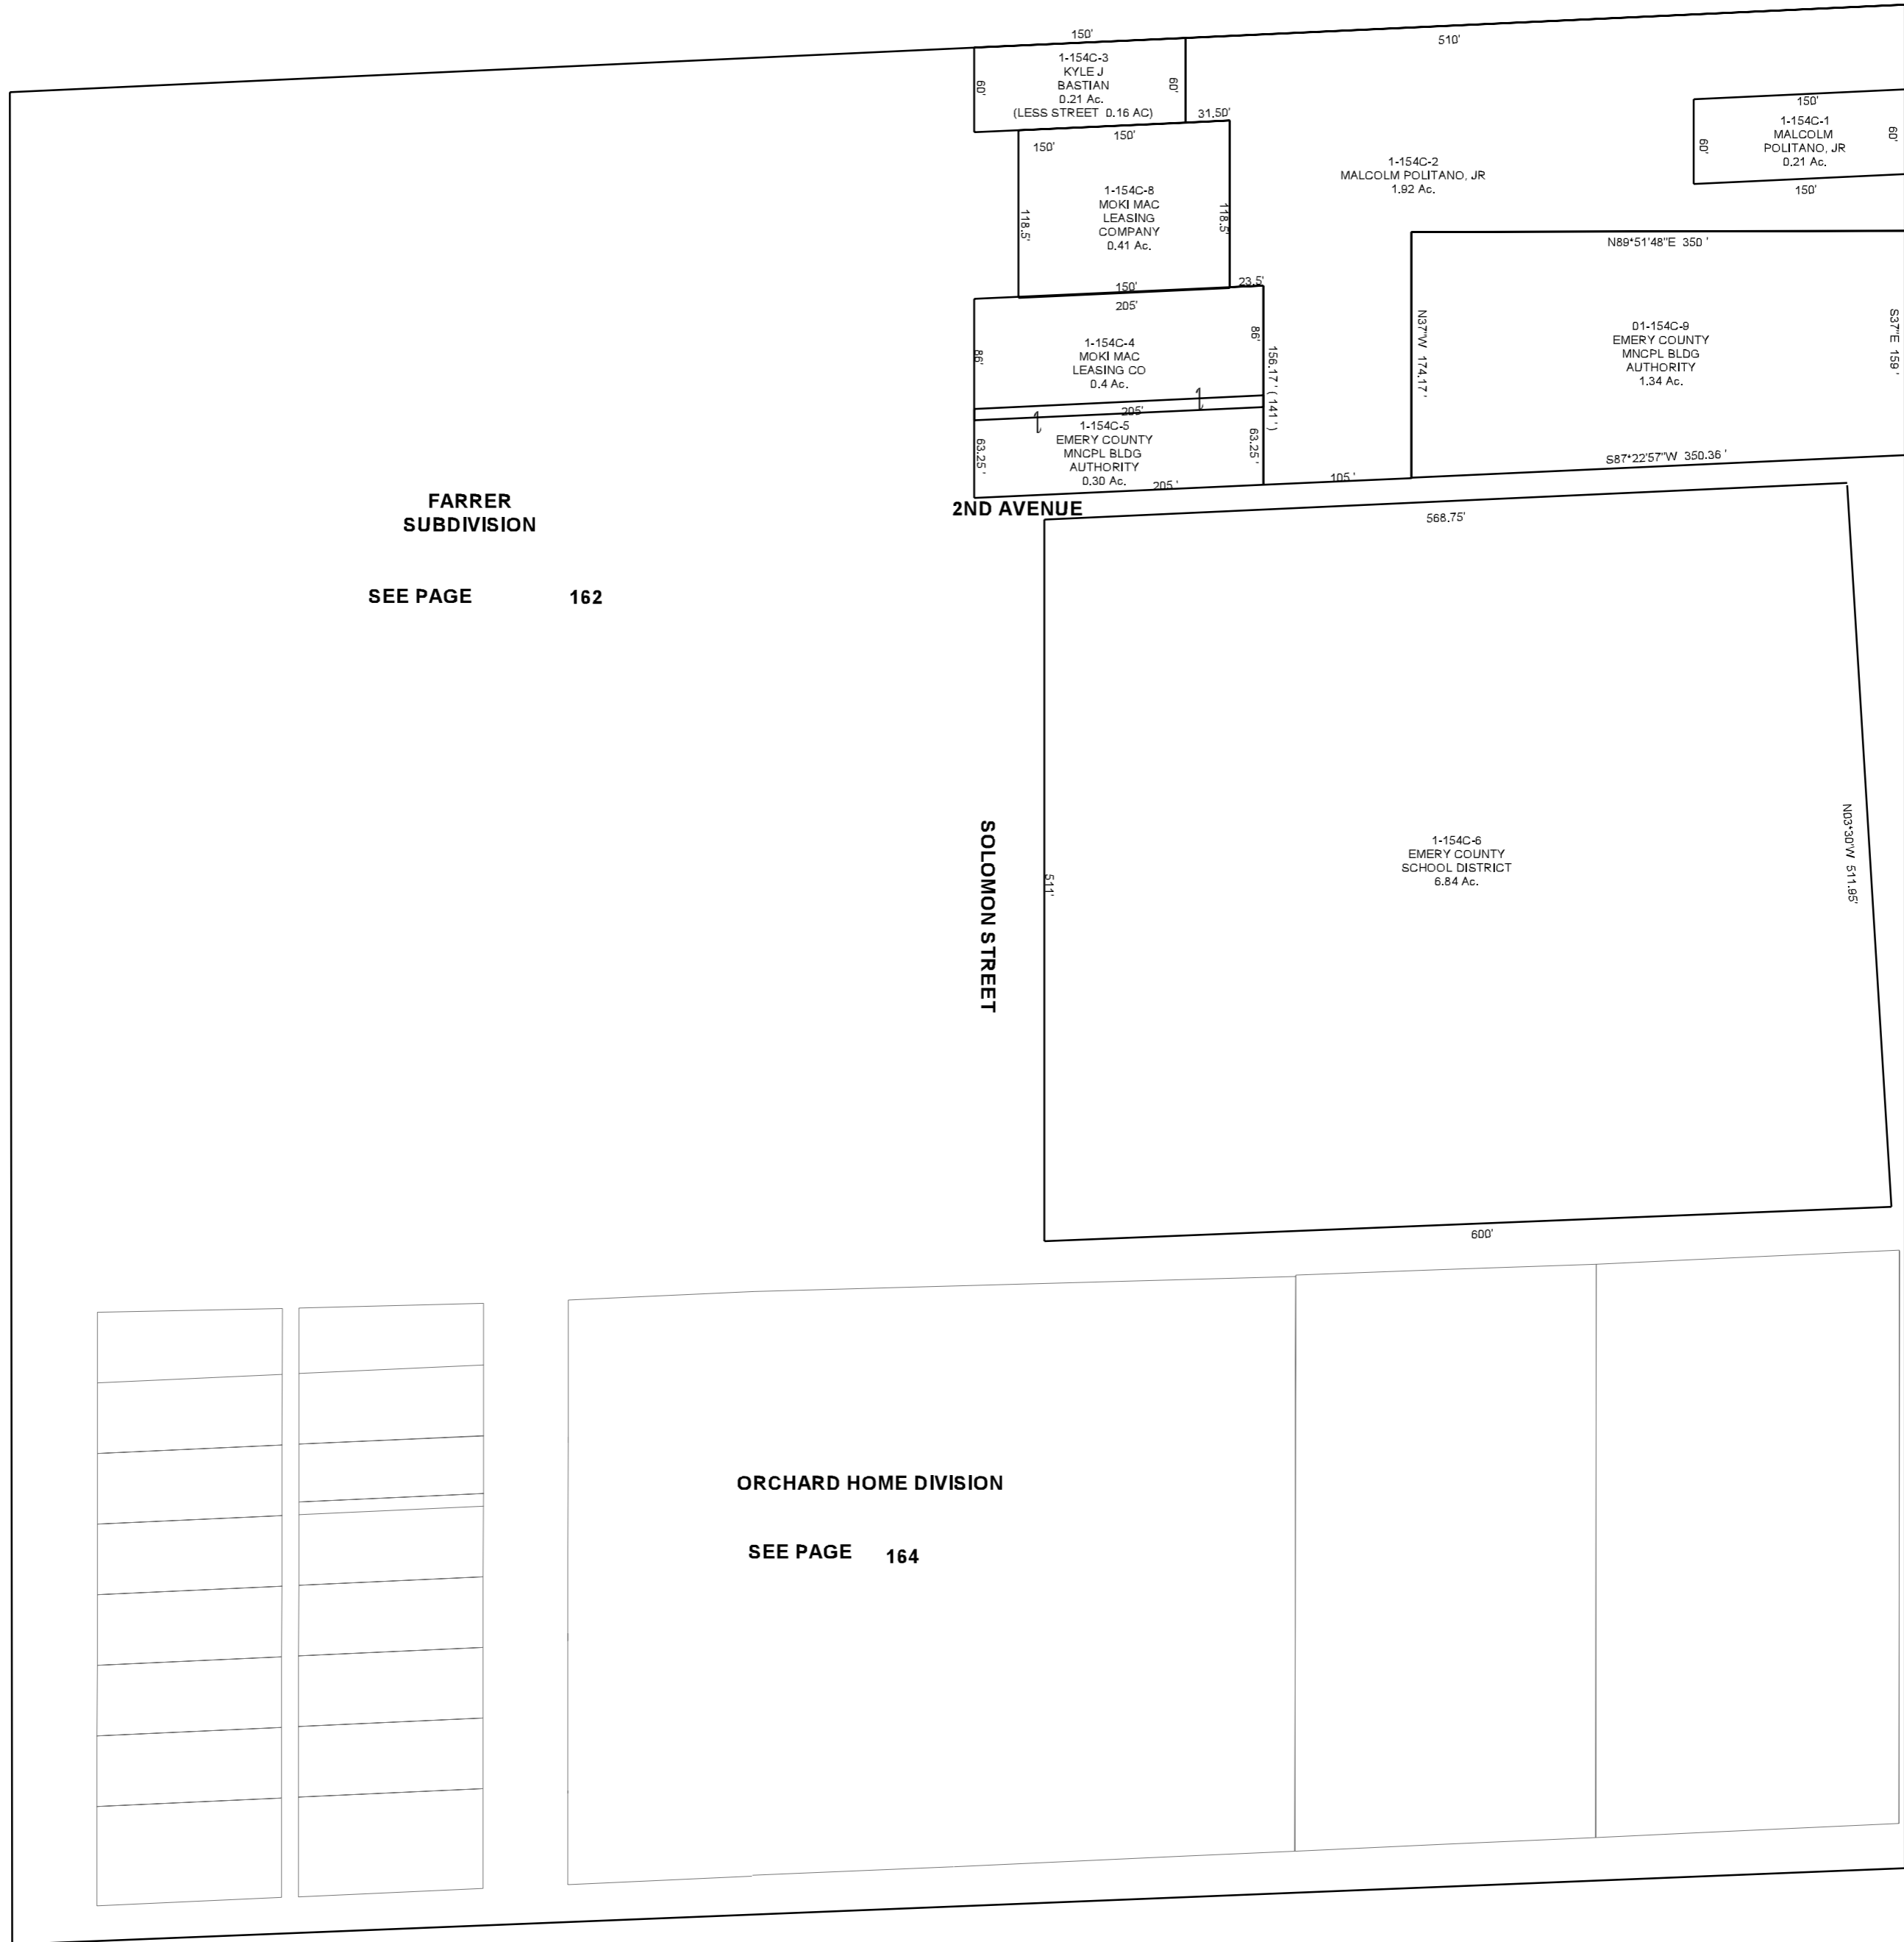 150'
510'
1-154C-3
KYLE J
BASTIAN
0.21 Ac.
(LESS STREET 0.16 AC)
60'
60'
31.50'
150'
1-154C-1
MALCOLM
POLITANO, JR
0.21 Ac.
60'
60'
150'
1-154C-2
MALCOLM POLITANO, JR
1.92 Ac.
150'
150'
1-154C-8
MOKI MAC
LEASING
COMPANY
0.41 Ac.
118.5'
118.5'
150'
23.5'
N89*51'48"E 350 '
01-154C-9
EMERY COUNTY
MNCPL BLDG
AUTHORITY
1.34 Ac.
N37"W 174.17 '
S37"E 159 '
S87*22'57"W 350.36 '
205'
1-154C-4
MOKI MAC
LEASING CO
0.4 Ac.
86'
86'
156.17 ' ( 141 ' )
205'
1-154C-5
EMERY COUNTY
MNCPL BLDG
AUTHORITY
0.30 Ac.
63.25 '
63.25 '
205 '
105 '
2ND AVENUE
568.75'
FARRER
SUBDIVISION
SEE PAGE 162
SOLOMON STREET
511'
1-154C-6
EMERY COUNTY
SCHOOL DISTRICT
6.84 Ac.
N03*30'W 511.95'
600'
ORCHARD HOME DIVISION
SEE PAGE 164